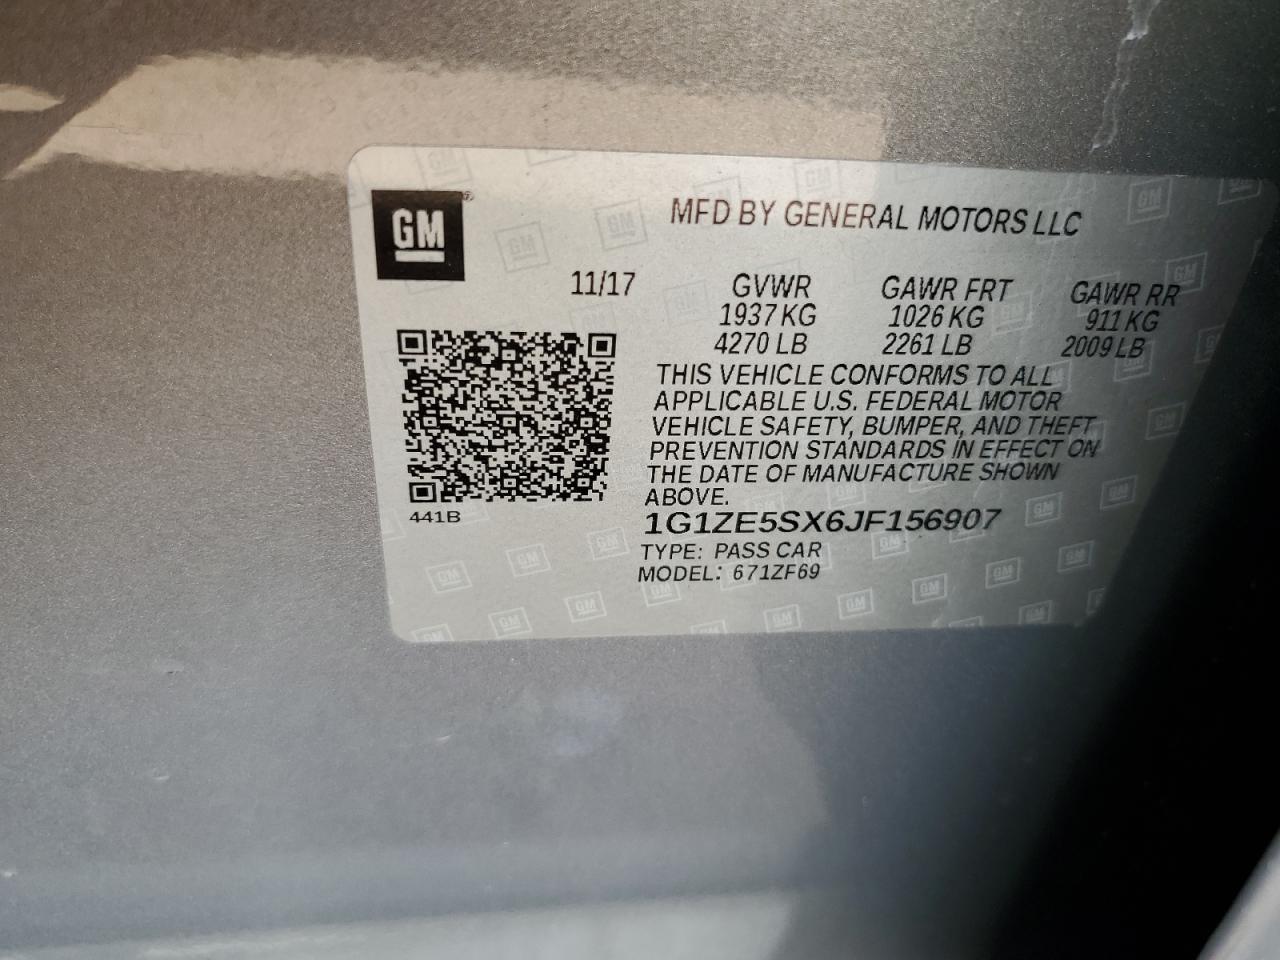 GM
MFD BY GENERAL MOTORS LLC
11/17 GVWR GAWR FRT GAWR RR
1937 KG 1026 KG 911 KG
4270 LB 2261 LB 2009 LB
THIS VEHICLE CONFORMS TO ALL
APPLICABLE U.S. FEDERAL MOTOR
VEHICLE SAFETY, BUMPER, AND THEFT
PREVENTION STANDARDS IN EFFECT ON
THE DATE OF MANUFACTURE SHOWN
ABOVE.
441B
1G1ZE5SX6JF156907
TYPE: PASS CAR
MODEL: 671ZF69